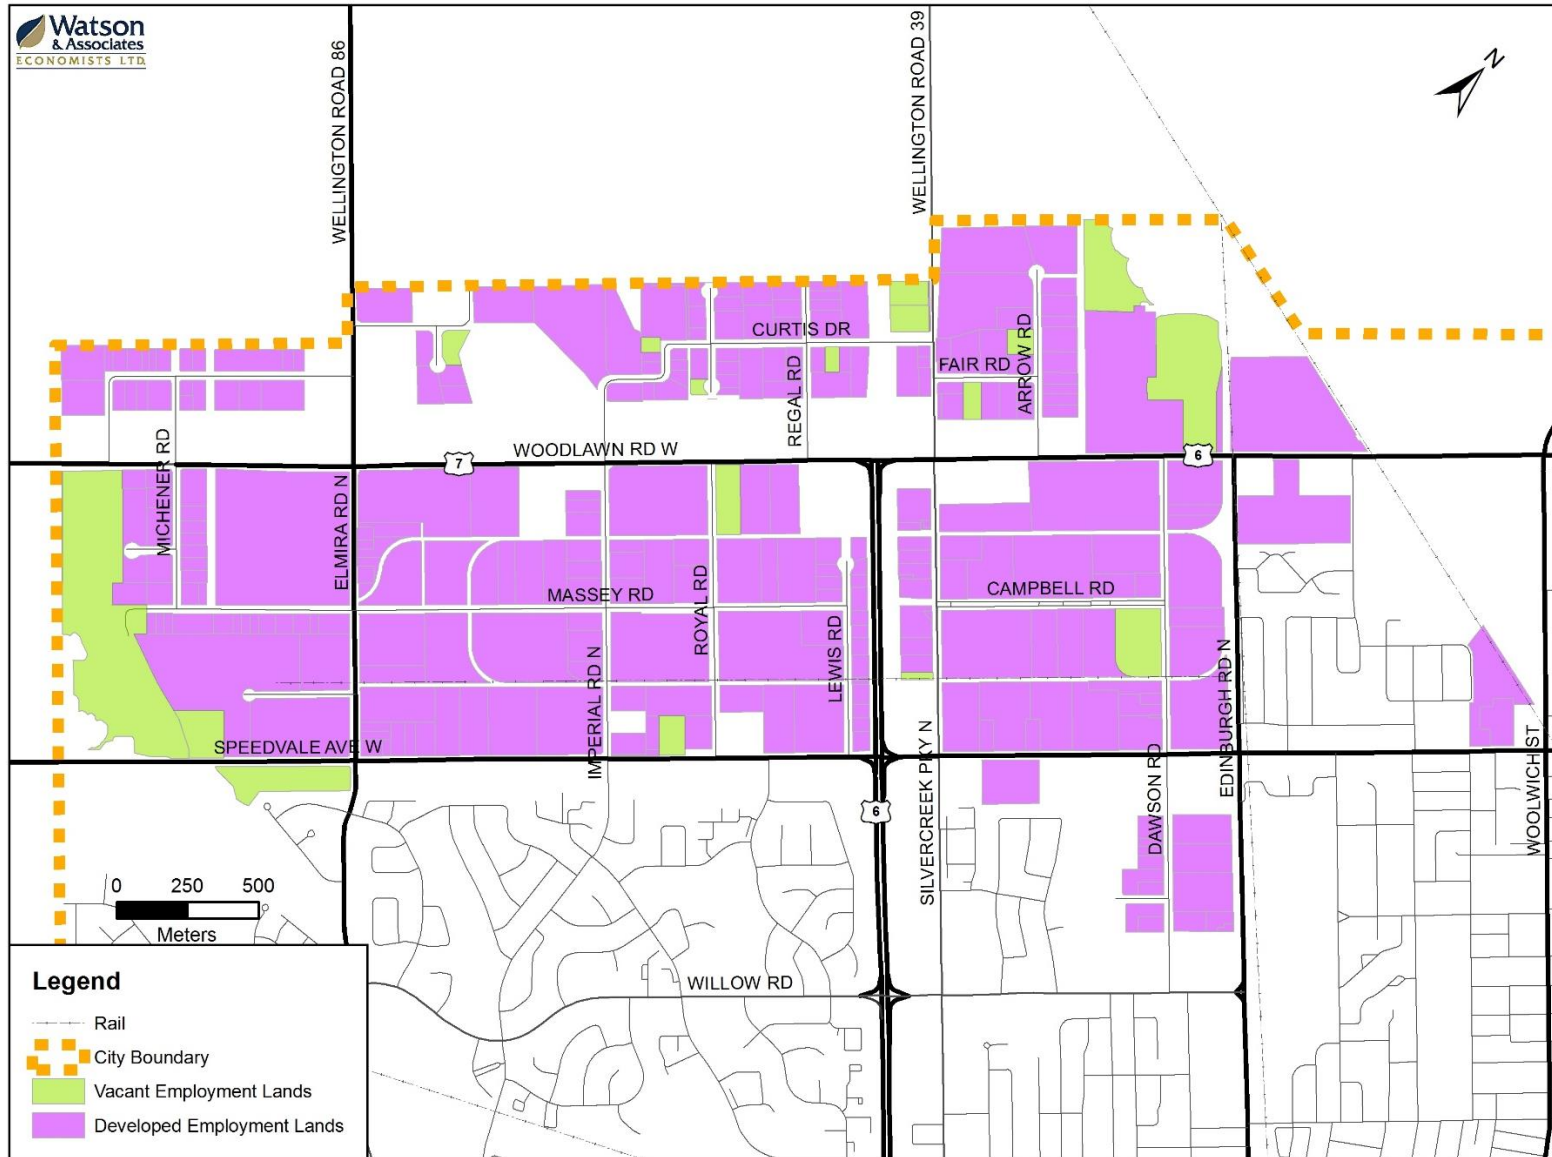 Watson
& Associates
ECONOMISTS LTD.
WELLINGTON ROAD 86
WELLINGTON ROAD 39
N
CURTIS DR
FAIR RD
ARROW RD
REGAL RD
MICHENER RD
WOODLAWN RD W
7
6
ELMIRA RD N
MASSEY RD
ROYAL RD
CAMPBELL RD
IMPERIAL RD N
LEWIS RD
SILVERCREEK PKY N
EDINBURGH RD N
SPEEDVALE AVE W
DAWSON RD
WOOLWICH ST
6
0 250 500
Meters
WILLOW RD
Legend
Rail
City Boundary
Vacant Employment Lands
Developed Employment Lands